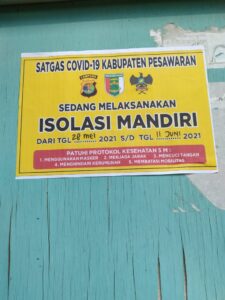 SATGAS COVID-19 KABUPATEN PESAWARAN
LAMPUNG
SEDANG MELAKSANAKAN
ISOLASI MANDIRI
DARI TGL 28 MEI 2021 S/D TGL 11 JUNI 2021
PATUHI PROTOKOL KESEHATAN 5 M :
1. MENGGUNAKAN MASKER 2. MENJAGA JARAK 3. MENCUCI TANGAN
4. MENGHINDARI KERUMUNAN 5. MEMBATASI MOBILITAS